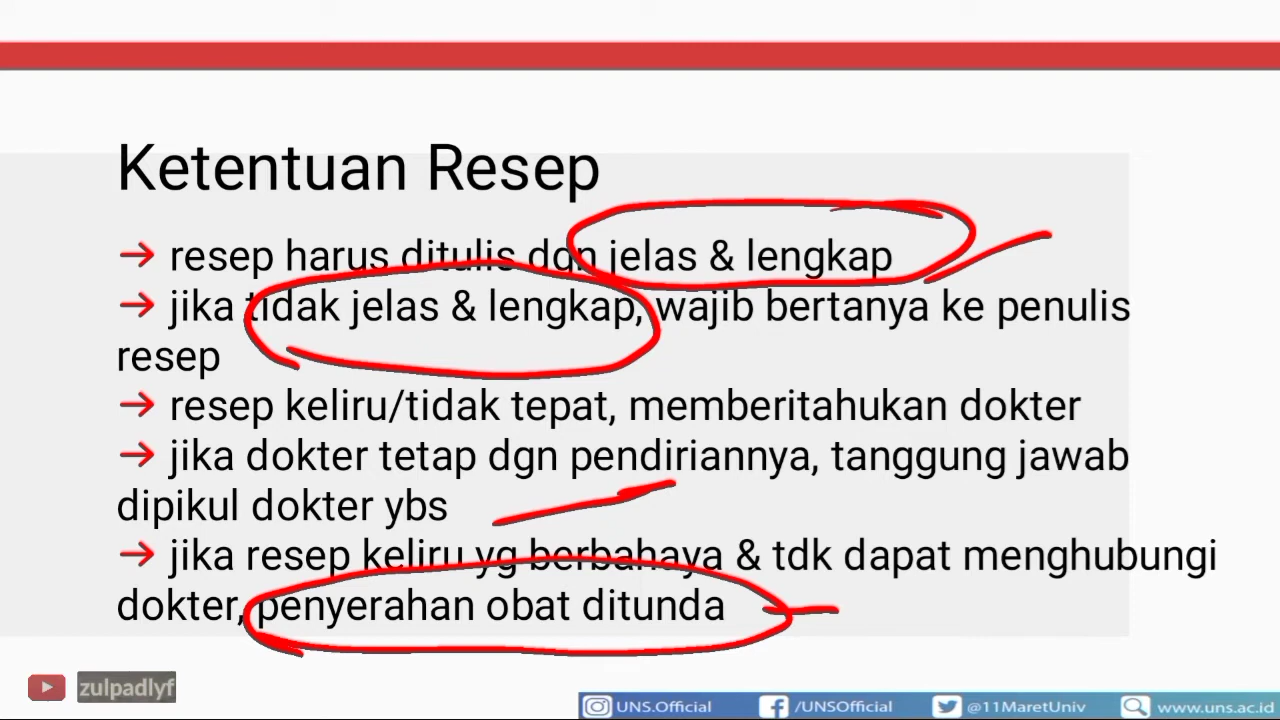 Ketentuan Resep
→ resep harus ditulis dgn jelas & lengkap
→ jika tidak jelas & lengkap, wajib bertanya ke penulis
resep
→ resep keliru/tidak tepat, memberitahukan dokter
→ jika dokter tetap dgn pendiriannya, tanggung jawab
dipikul dokter ybs
→ jika resep keliru yg berbahaya & tdk dapat menghubungi
dokter, penyerahan obat ditunda
zulpadlyf
UNS.Official /UNSOfficial @11MaretUniv www.uns.ac.id